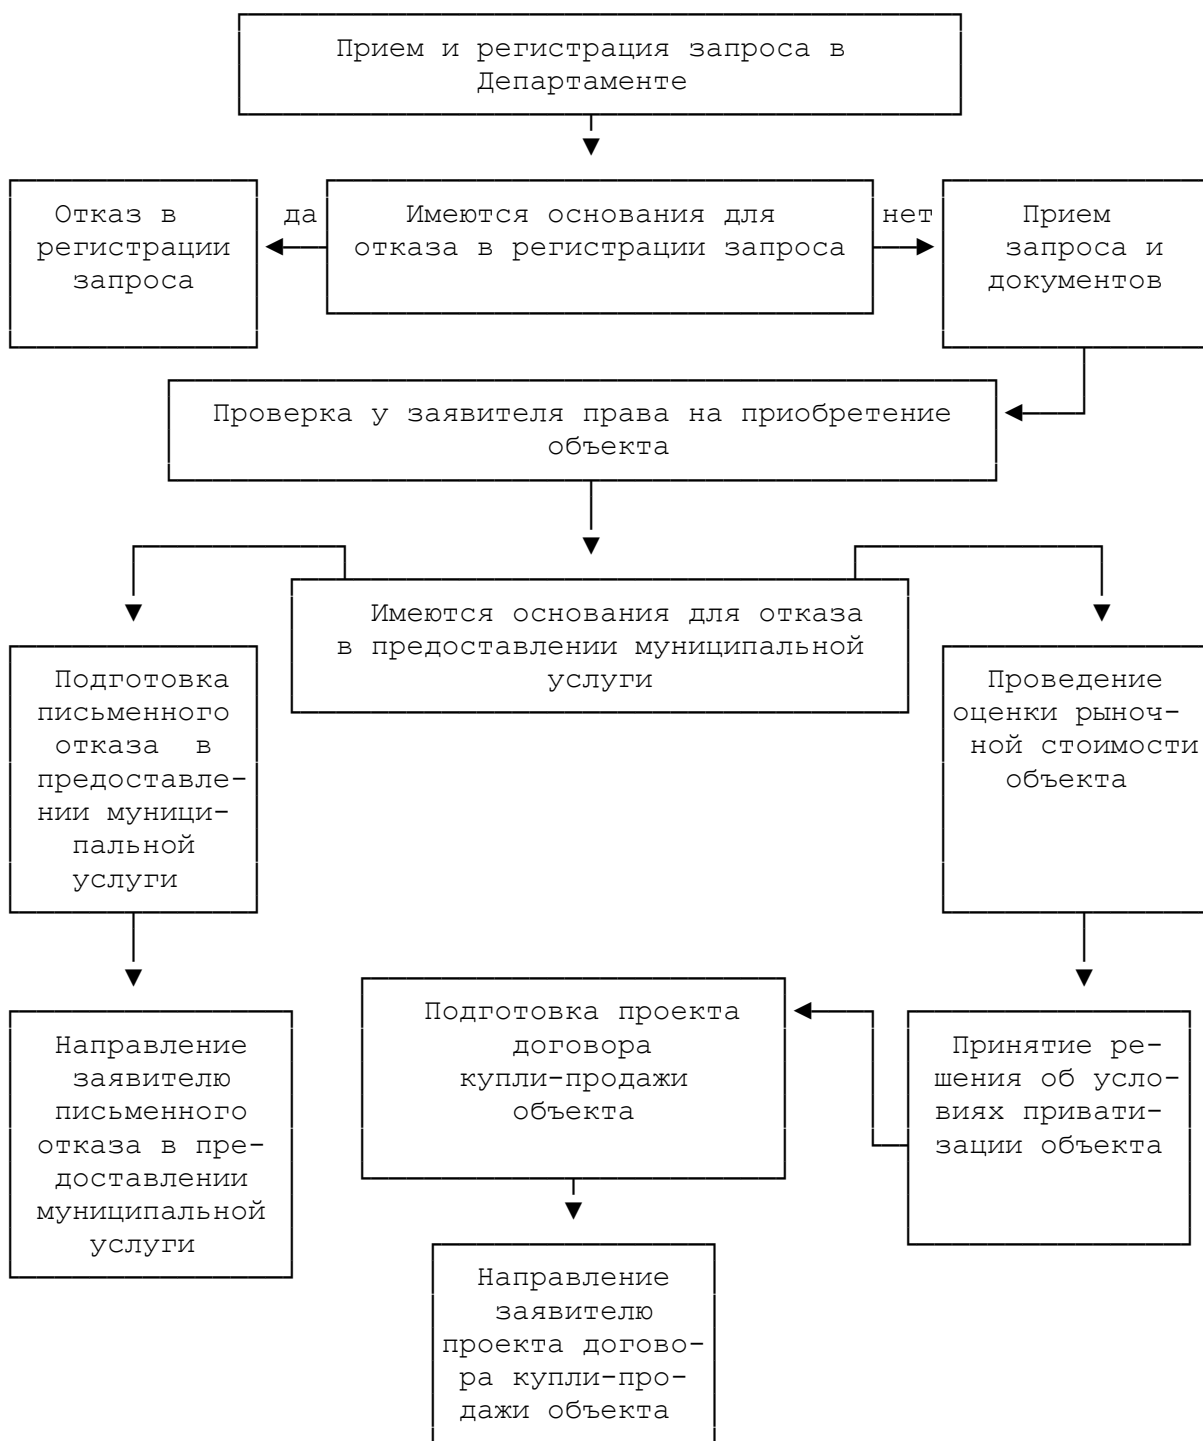 Прием и регистрация запроса в
Департаменте
Отказ в
регистрации
запроса
да
Имеются основания для
отказа в регистрации запроса
нет
Прием
запроса и
документов
Проверка у заявителя права на приобретение
объекта
Имеются основания для отказа
в предоставлении муниципальной
услуги
Подготовка
письменного
отказа в
предоставле-
нии муници-
пальной
услуги
Проведение
оценки рыноч-
ной стоимости
объекта
Направление
заявителю
письменного
отказа в пре-
доставлении
муниципальной
услуги
Подготовка проекта
договора
купли-продажи
объекта
Принятие ре-
шения об усло-
виях привати-
зации объекта
Направление
заявителю
проекта догово-
ра купли-про-
дажи объекта